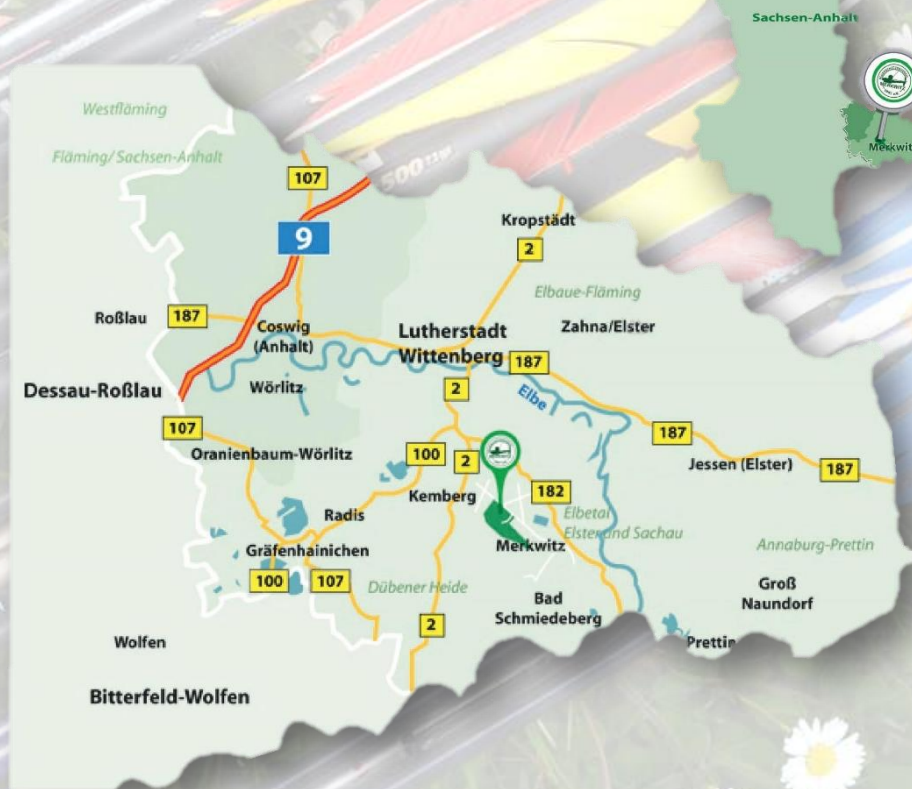 Sachsen-Anhalt
Merkwitz
Westfläming
Fläming/Sachsen-Anhalt
107
500
9
Kropstädt
2
Elbaue-Fläming
Roßlau
187
Coswig
(Anhalt)
Lutherstadt
Wittenberg
Zahna/Elster
187
Dessau-Roßlau
Wörlitz
2
Elbe
107
187
Oranienbaum-Wörlitz
100
2
Jessen (Elster)
187
Kemberg
182
Radis
Elbetal
Elster und Sachau
Merkwitz
Annaburg-Prettin
Gräfenhainichen
100
107
Dübener Heide
Groß
Naundorf
Bad
Schmiedeberg
2
Wolfen
Prettin
Bitterfeld-Wolfen